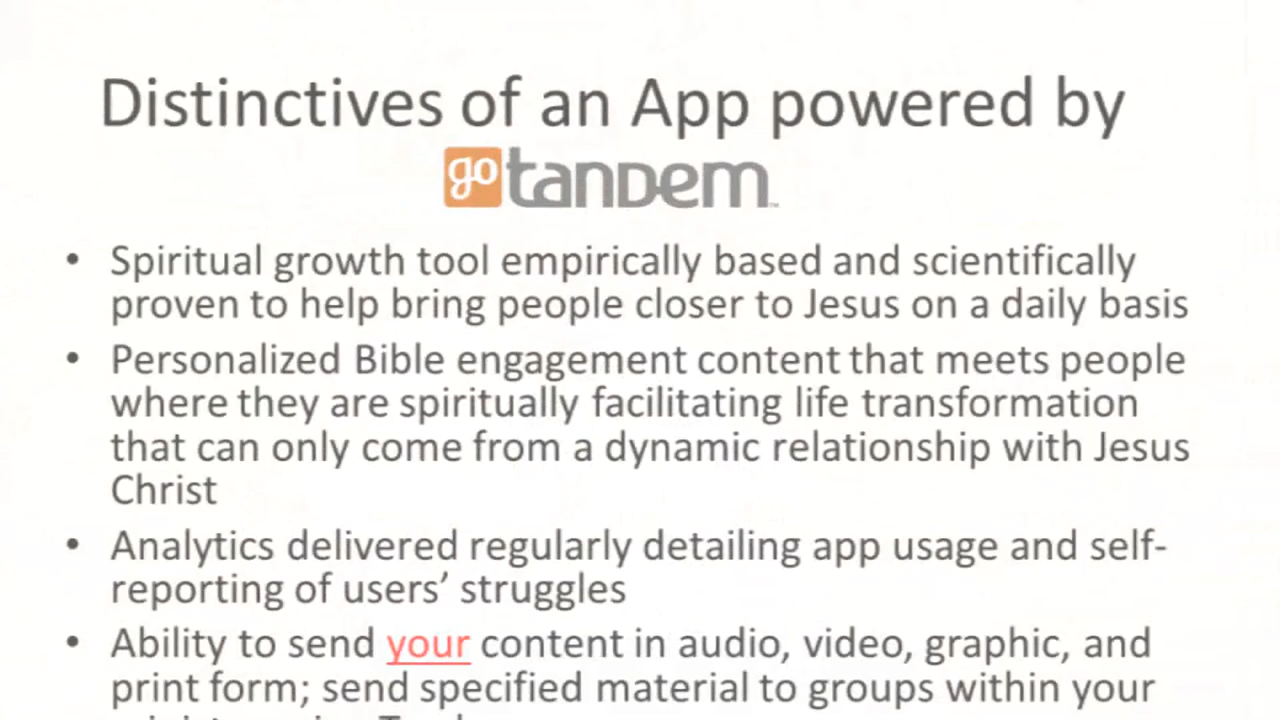 Distinctives of an App powered by
go tandem™
• Spiritual growth tool empirically based and scientifically
proven to help bring people closer to Jesus on a daily basis
• Personalized Bible engagement content that meets people
where they are spiritually facilitating life transformation
that can only come from a dynamic relationship with Jesus
Christ
• Analytics delivered regularly detailing app usage and self-
reporting of users’ struggles
• Ability to send your content in audio, video, graphic, and
print form; send specified material to groups within your